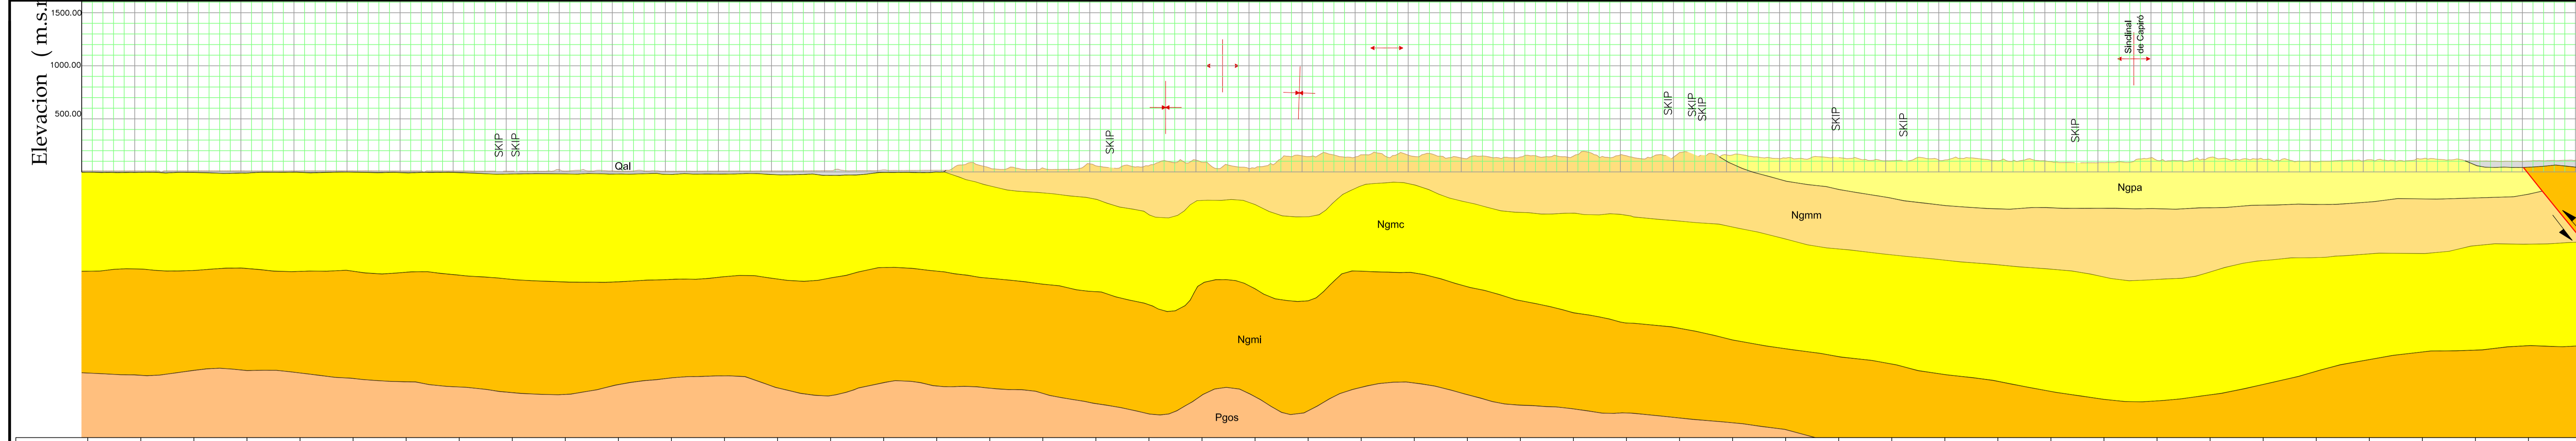 Elevacion ( m.s.
1500.00
1000.00
500.00
SKIP
SKIP
Qal
SKIP
SKIP
SKIP
SKIP
SKIP
SKIP
SKIP
Sinclinal
de Capiró
Ngpa
Ngmm
Ngmc
Ngmi
Pgos